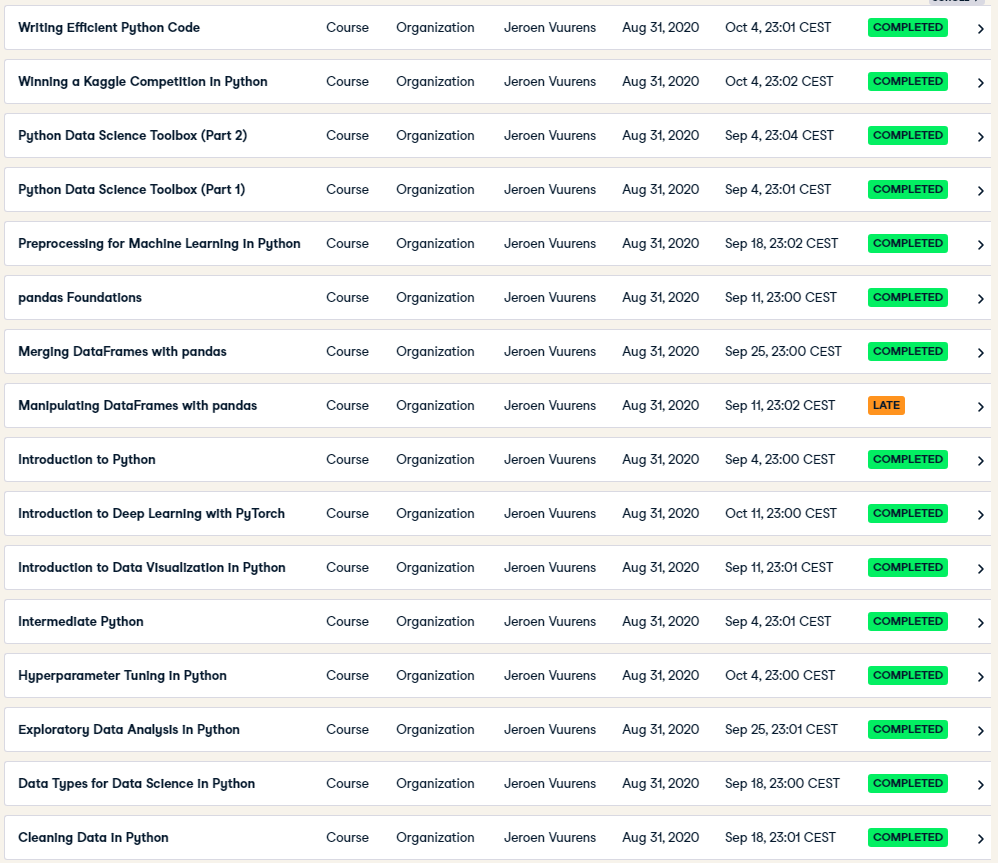 Writing Efficient Python Code Course Organization Jeroen Vuurens Aug 31, 2020 Oct 4, 23:01 CEST COMPLETED
Winning a Kaggle Competition in Python Course Organization Jeroen Vuurens Aug 31, 2020 Oct 4, 23:02 CEST COMPLETED
Python Data Science Toolbox (Part 2) Course Organization Jeroen Vuurens Aug 31, 2020 Sep 4, 23:04 CEST COMPLETED
Python Data Science Toolbox (Part 1) Course Organization Jeroen Vuurens Aug 31, 2020 Sep 4, 23:01 CEST COMPLETED
Preprocessing for Machine Learning in Python Course Organization Jeroen Vuurens Aug 31, 2020 Sep 18, 23:02 CEST COMPLETED
pandas Foundations Course Organization Jeroen Vuurens Aug 31, 2020 Sep 11, 23:00 CEST COMPLETED
Merging DataFrames with pandas Course Organization Jeroen Vuurens Aug 31, 2020 Sep 25, 23:00 CEST COMPLETED
Manipulating DataFrames with pandas Course Organization Jeroen Vuurens Aug 31, 2020 Sep 11, 23:02 CEST LATE
Introduction to Python Course Organization Jeroen Vuurens Aug 31, 2020 Sep 4, 23:00 CEST COMPLETED
Introduction to Deep Learning with PyTorch Course Organization Jeroen Vuurens Aug 31, 2020 Oct 11, 23:00 CEST COMPLETED
Introduction to Data Visualization in Python Course Organization Jeroen Vuurens Aug 31, 2020 Sep 11, 23:01 CEST COMPLETED
Intermediate Python Course Organization Jeroen Vuurens Aug 31, 2020 Sep 4, 23:01 CEST COMPLETED
Hyperparameter Tuning in Python Course Organization Jeroen Vuurens Aug 31, 2020 Oct 4, 23:00 CEST COMPLETED
Exploratory Data Analysis in Python Course Organization Jeroen Vuurens Aug 31, 2020 Sep 25, 23:01 CEST COMPLETED
Data Types for Data Science in Python Course Organization Jeroen Vuurens Aug 31, 2020 Sep 18, 23:00 CEST COMPLETED
Cleaning Data in Python Course Organization Jeroen Vuurens Aug 31, 2020 Sep 18, 23:01 CEST COMPLETED